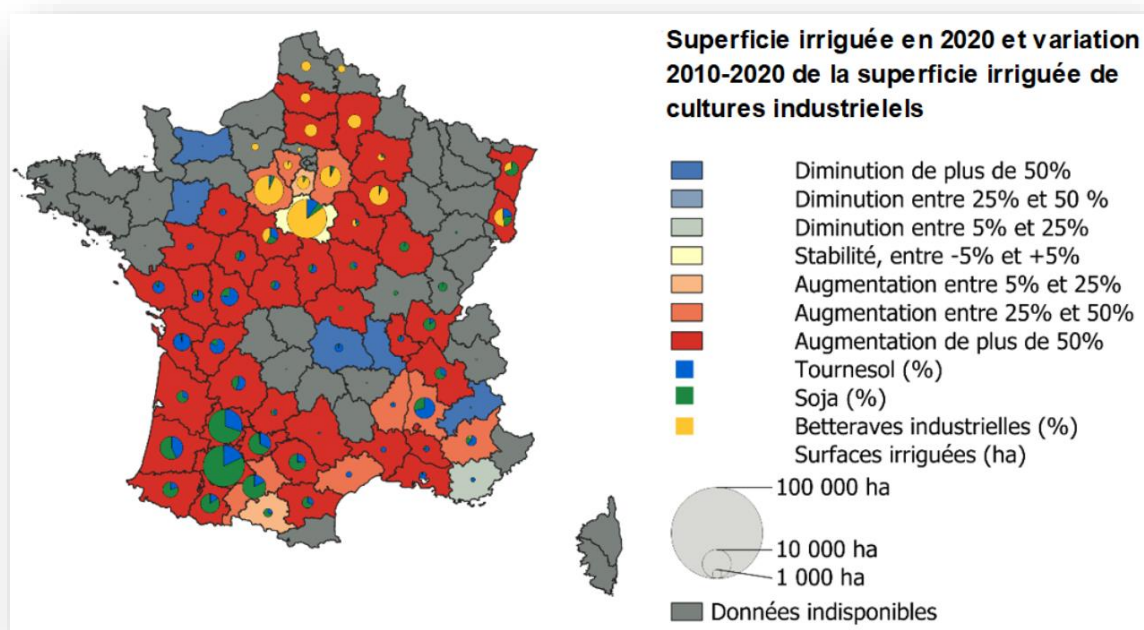 Superficie irriguée en 2020 et variation
2010-2020 de la superficie irriguée de
cultures industrielels
Diminution de plus de 50%
Diminution entre 25% et 50 %
Diminution entre 5% et 25%
Stabilité, entre -5% et +5%
Augmentation entre 5% et 25%
Augmentation entre 25% et 50%
Augmentation de plus de 50%
Tournesol (%)
Soja (%)
Betteraves industrielles (%)
Surfaces irriguées (ha)
100 000 ha
10 000 ha
1 000 ha
Données indisponibles